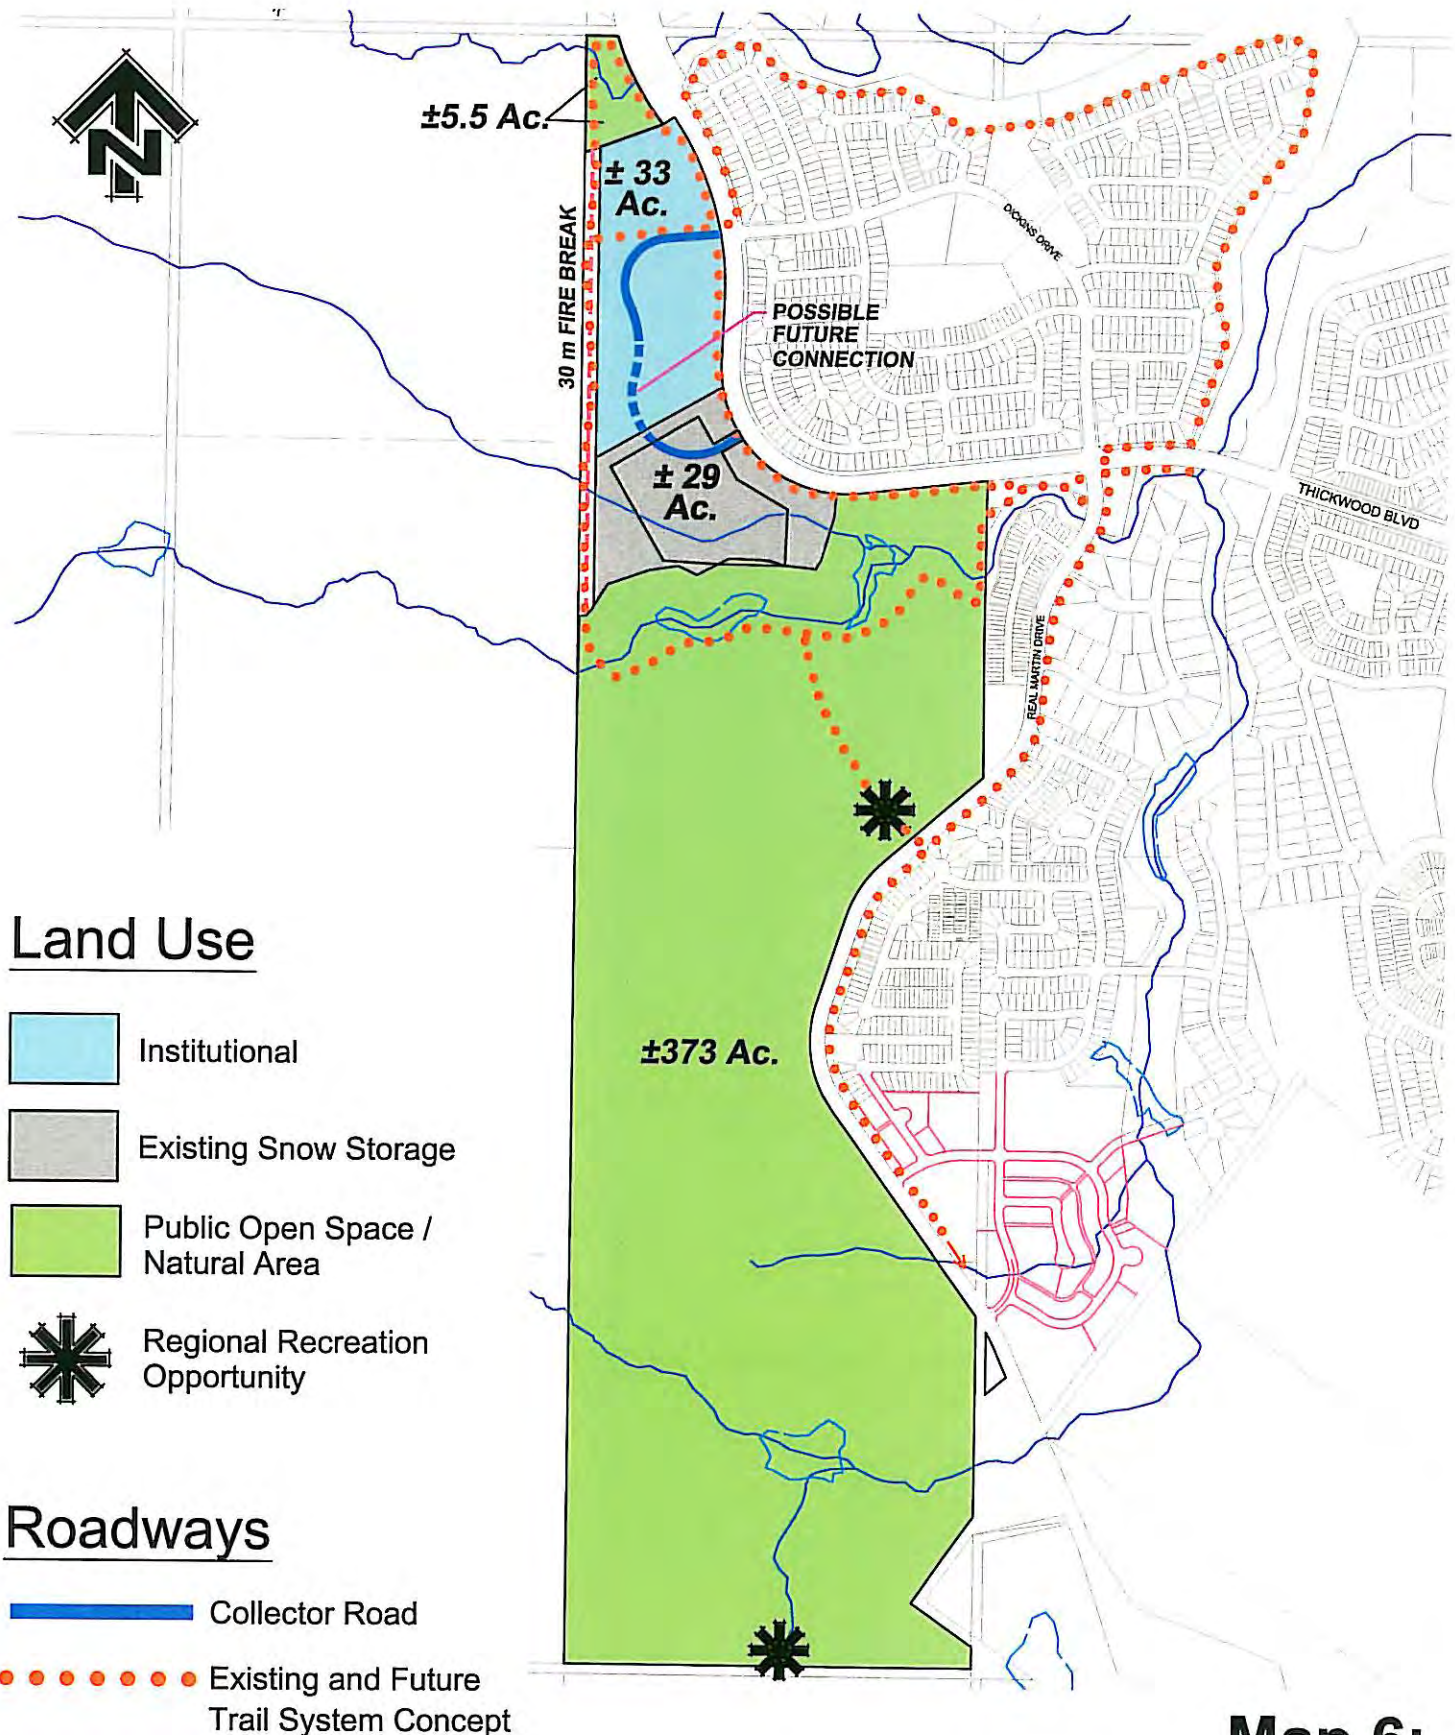 N
±5.5 Ac.
± 33
Ac.
30 m FIRE BREAK
DICKINS DRIVE
POSSIBLE
FUTURE
CONNECTION
± 29
Ac.
THICKWOOD BLVD
REAL MARTIN DRIVE
±373 Ac.
Land Use
Institutional
Existing Snow Storage
Public Open Space /
Natural Area
Regional Recreation
Opportunity
Roadways
Collector Road
Existing and Future
Trail System Concept
Map 6: